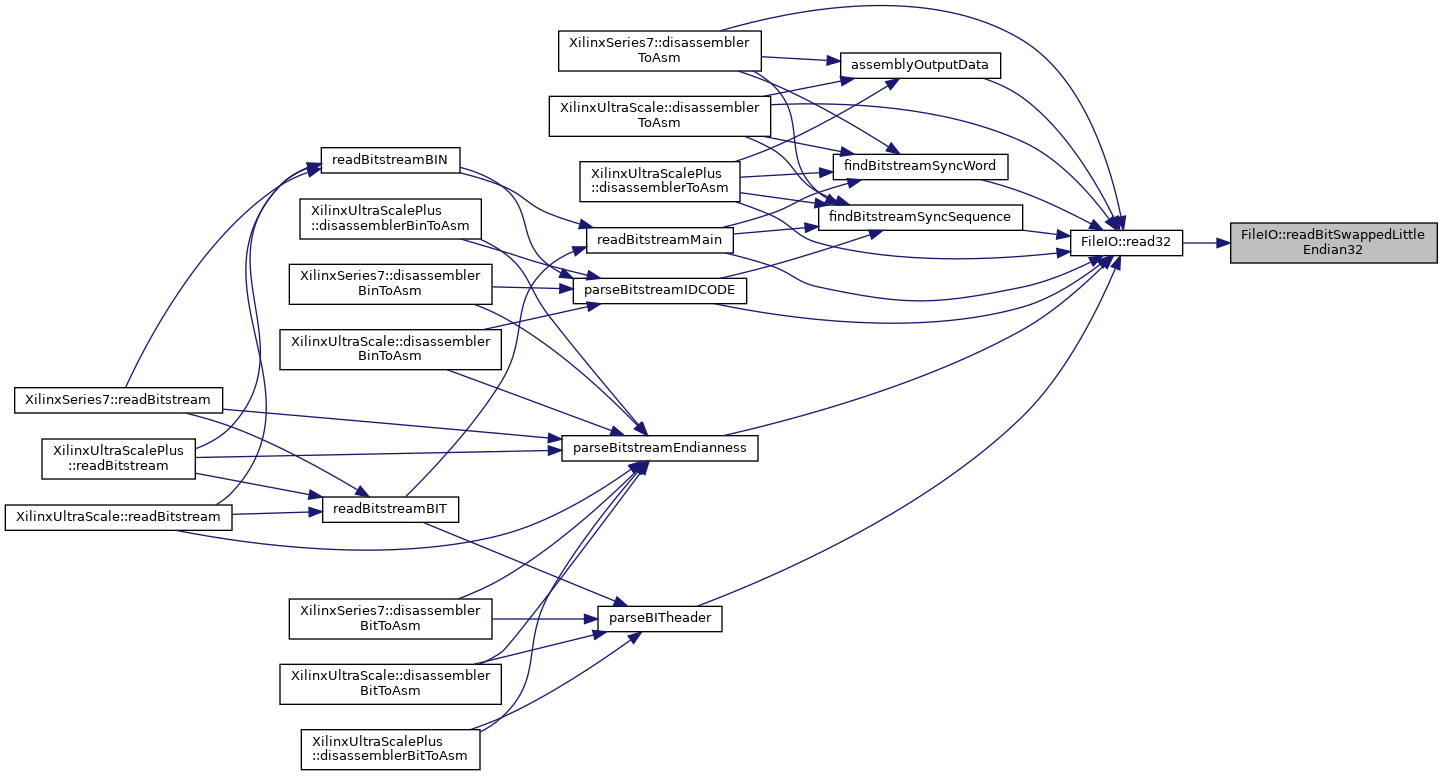 XilinxSeries7::disassembler
ToAsm
assemblyOutputData
XilinxUltraScale::disassembler
ToAsm
readBitstreamBIN
findBitstreamSyncWord
XilinxUltraScalePlus
::disassemblerToAsm
XilinxUltraScalePlus
::disassemblerBinToAsm
findBitstreamSyncSequence
readBitstreamMain
FileIO::read32
FileIO::readBitSwappedLittle
Endian32
XilinxSeries7::disassembler
BinToAsm
parseBitstreamIDCODE
XilinxUltraScale::disassembler
BinToAsm
XilinxSeries7::readBitstream
XilinxUltraScalePlus
::readBitstream
parseBitstreamEndianness
readBitstreamBIT
XilinxUltraScale::readBitstream
XilinxSeries7::disassembler
BitToAsm
parseBITheader
XilinxUltraScale::disassembler
BitToAsm
XilinxUltraScalePlus
::disassemblerBitToAsm